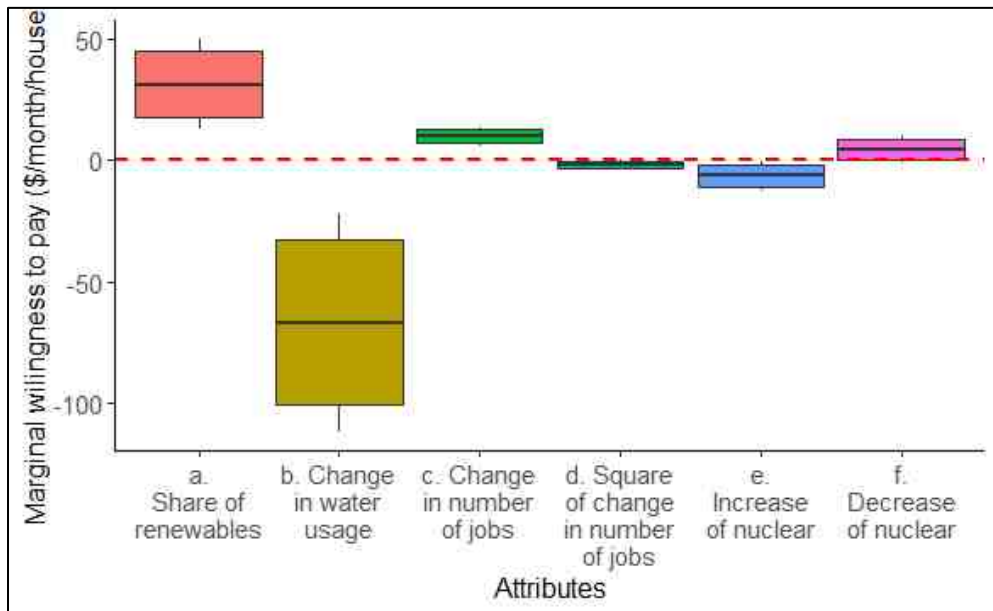 Marginal wilingness to pay ($/month/house
50
0
-50
-100
a.
Share of
renewables
b. Change
in water
usage
c. Change
in number
of jobs
d. Square
of change
in number
of jobs
e.
Increase
of nuclear
f.
Decrease
of nuclear
Attributes